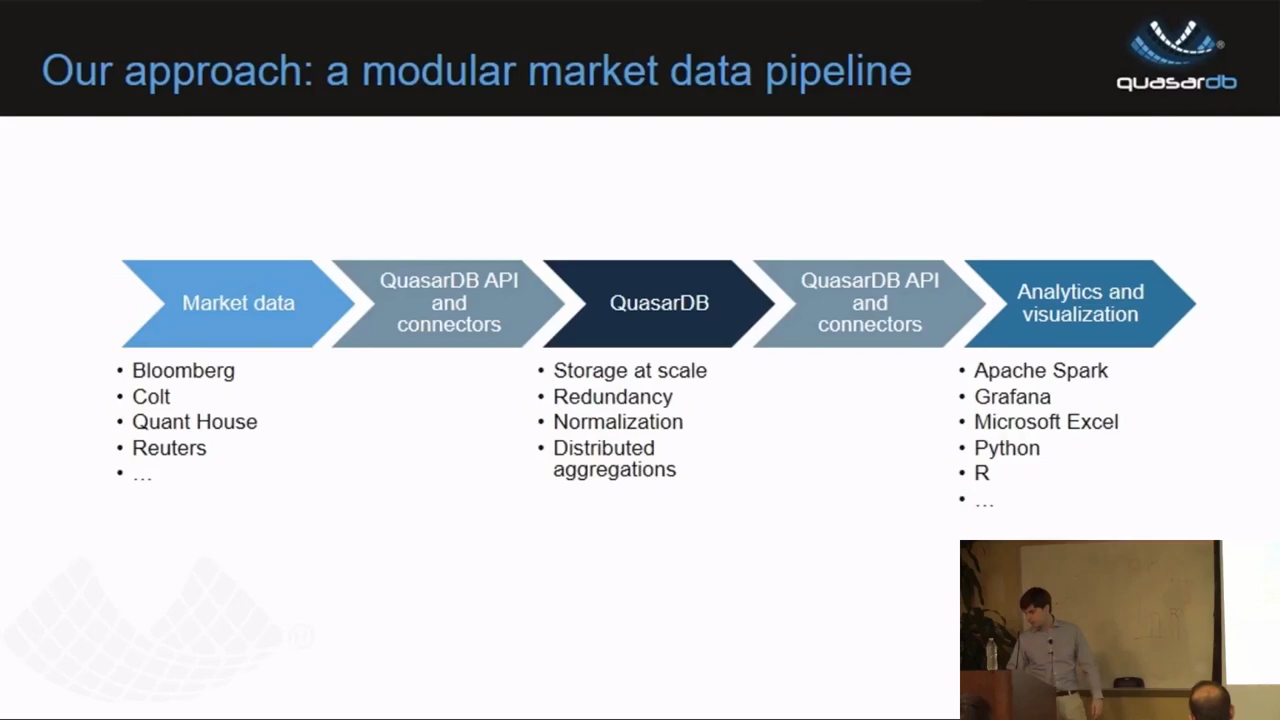 Our approach: a modular market data pipeline
®
quasardb
Market data
QuasarDB API
and
connectors
QuasarDB
QuasarDB API
and
connectors
Analytics and
visualization
• Bloomberg
• Colt
• Quant House
• Reuters
• …
• Storage at scale
• Redundancy
• Normalization
• Distributed
aggregations
• Apache Spark
• Grafana
• Microsoft Excel
• Python
• R
• …
®